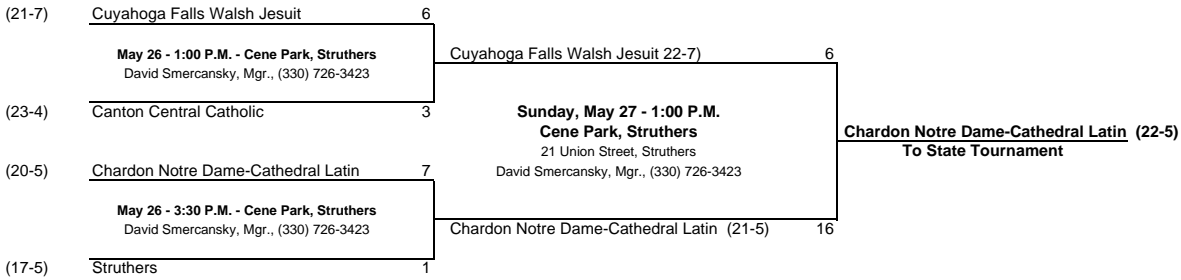 (21-7) Cuyahoga Falls Walsh Jesuit 6
May 26 - 1:00 P.M. - Cene Park, Struthers
David Smercansky, Mgr., (330) 726-3423
(23-4) Canton Central Catholic 3
Cuyahoga Falls Walsh Jesuit 22-7) 6
Sunday, May 27 - 1:00 P.M.
Cene Park, Struthers
21 Union Street, Struthers
David Smercansky, Mgr., (330) 726-3423
(20-5) Chardon Notre Dame-Cathedral Latin 7
May 26 - 3:30 P.M. - Cene Park, Struthers
David Smercansky, Mgr., (330) 726-3423
(17-5) Struthers 1
Chardon Notre Dame-Cathedral Latin (21-5) 16
Chardon Notre Dame-Cathedral Latin (22-5)
To State Tournament